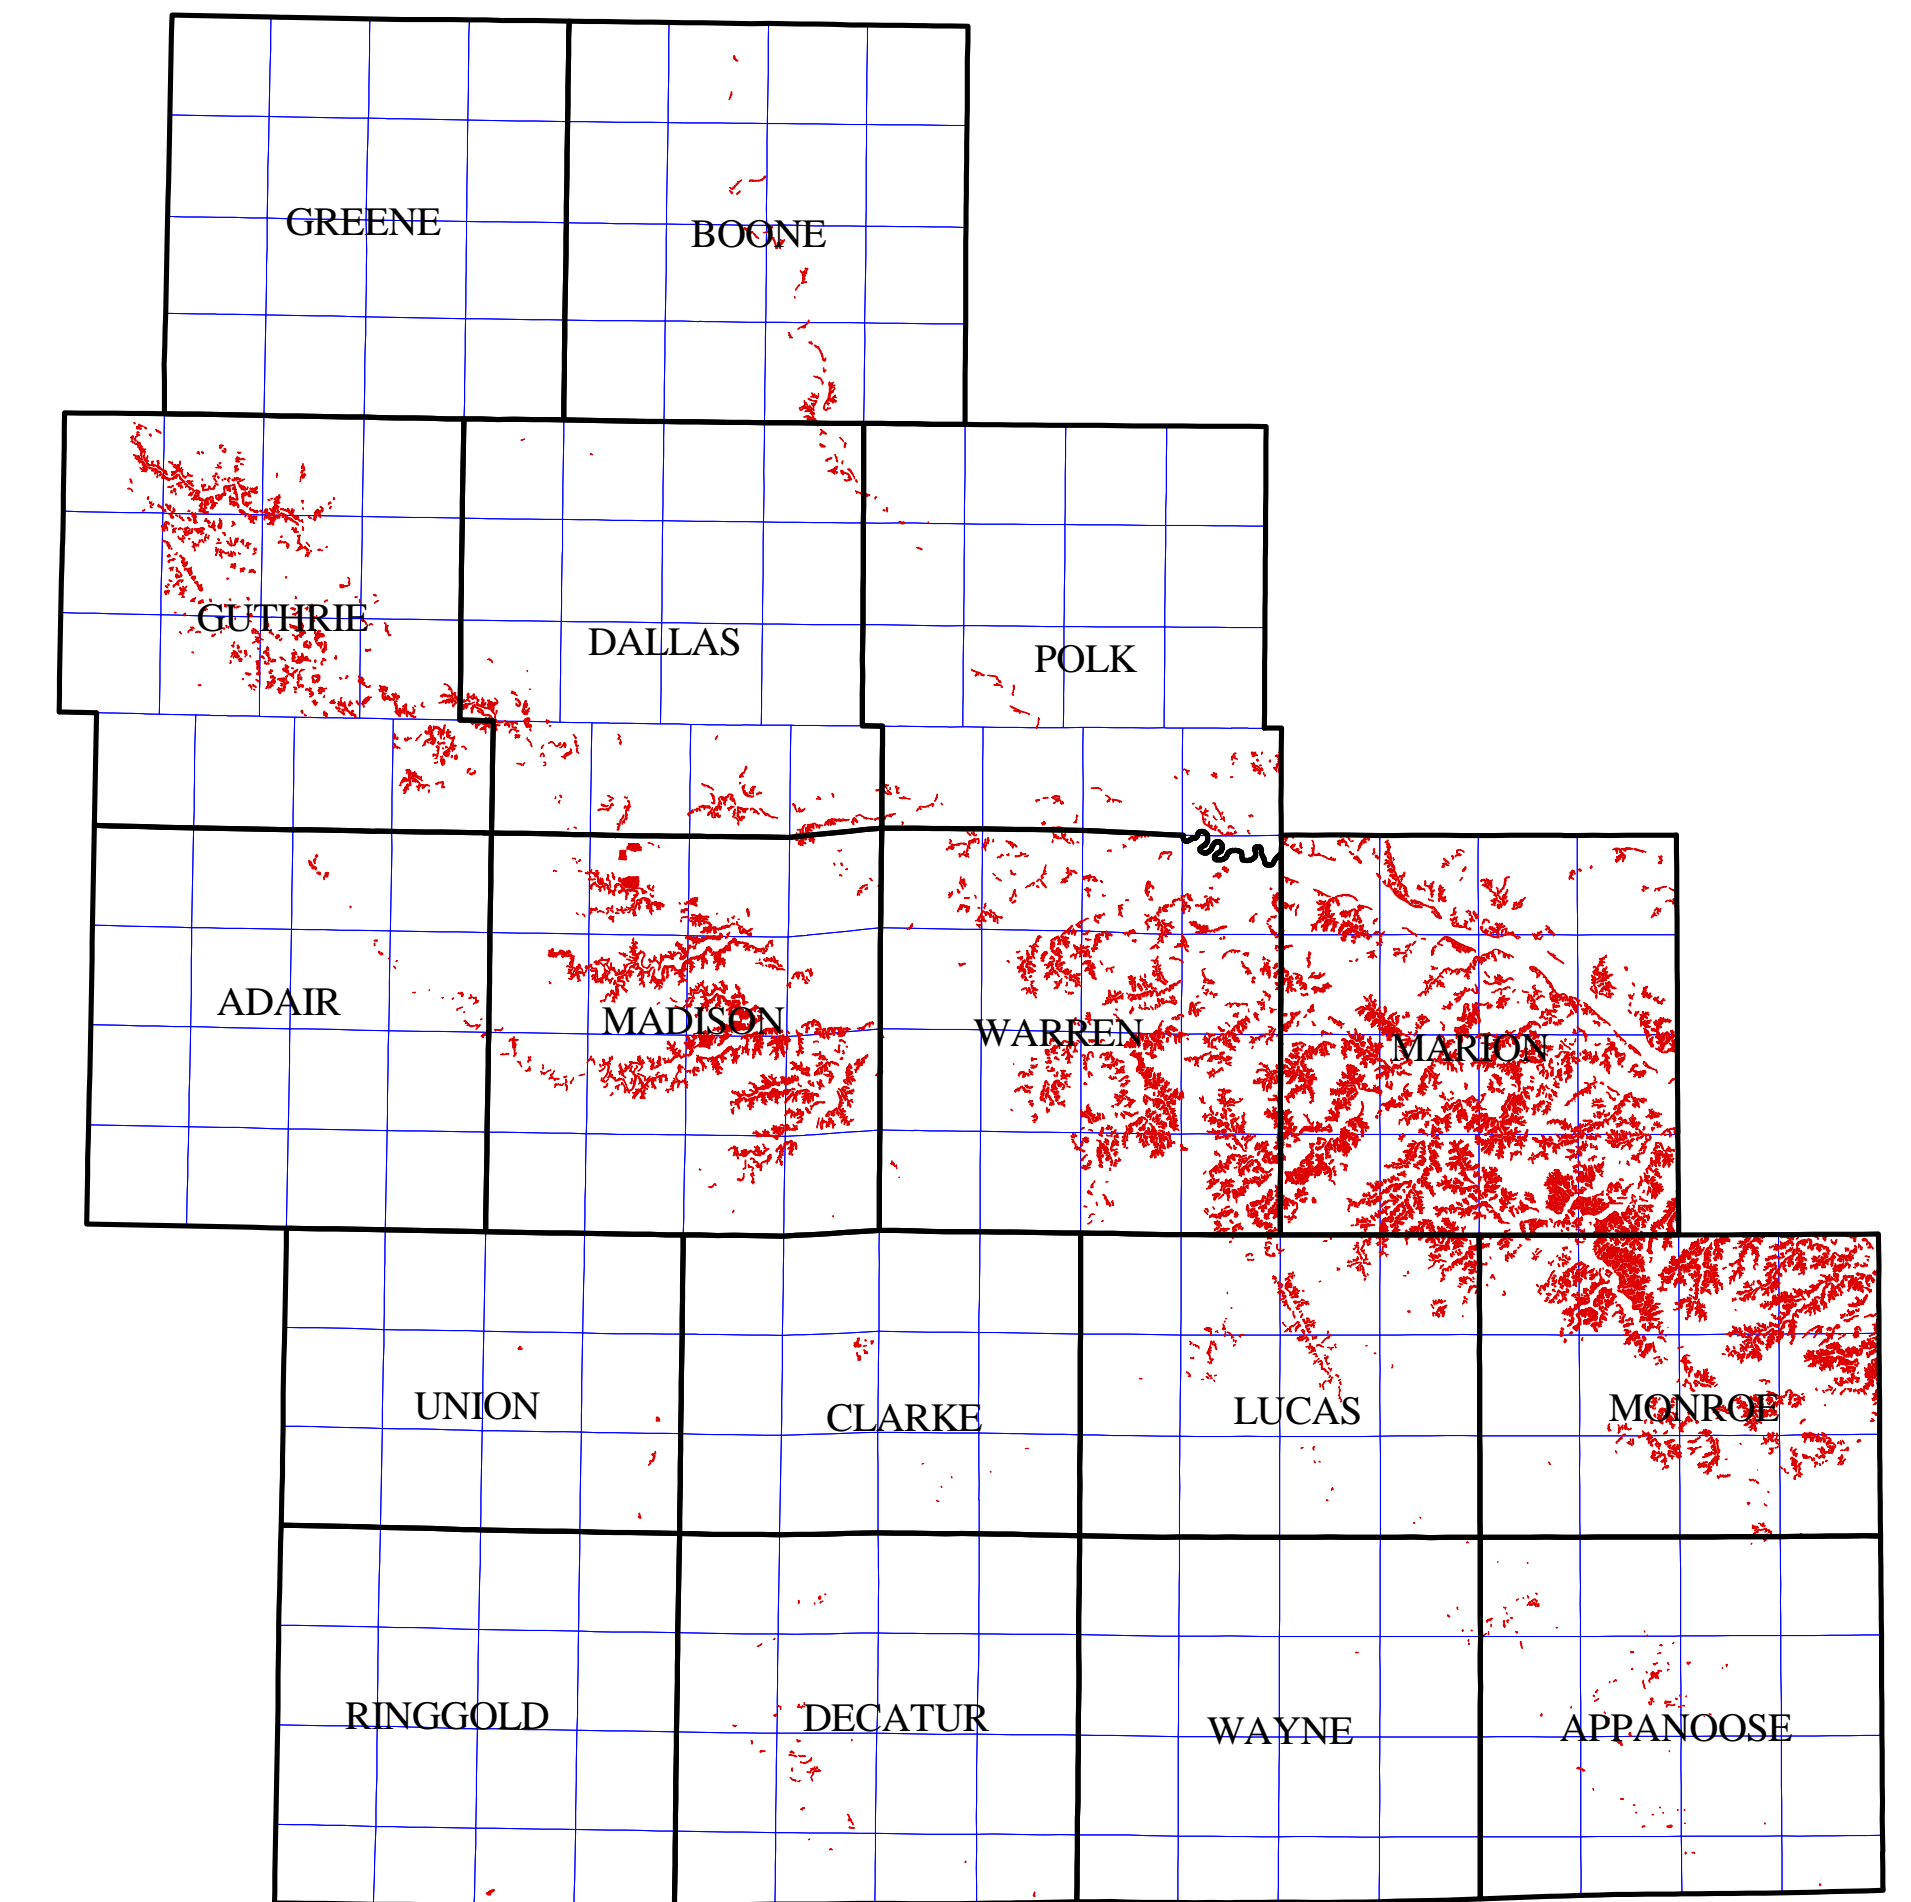 GREENE
BOONE
GUTHRIE
DALLAS
POLK
ADAIR
MADISON
WARREN
MARION
UNION
CLARKE
LUCAS
MONROE
RINGGOLD
DECATUR
WAYNE
APPANOOSE